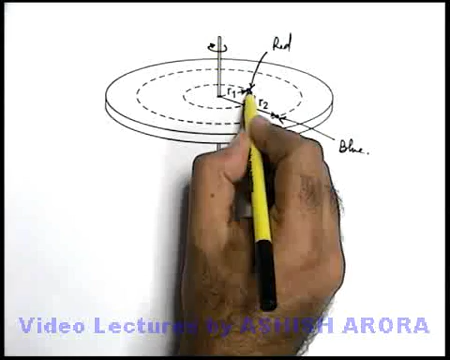 Red
r₁
r₂
Blue.
Video Lectures by ASHISH ARORA